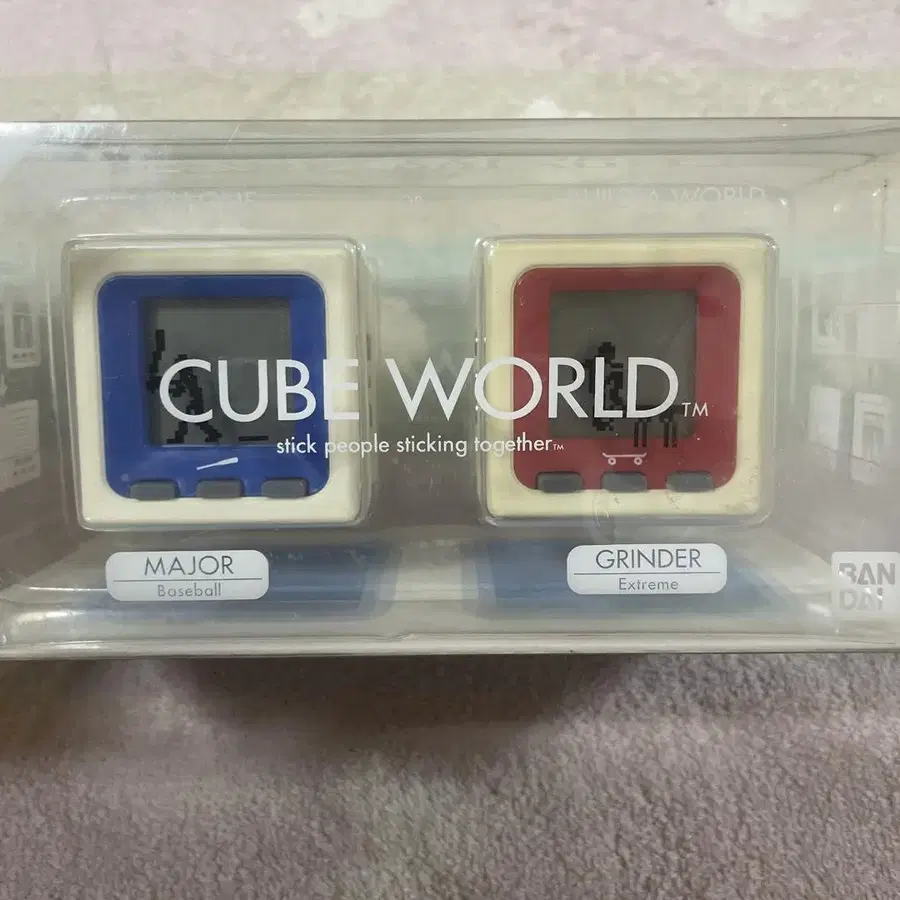 CUBE WORLD™
stick people sticking together™
MAJOR
Baseball
GRINDER
Extreme
BAN
DAI